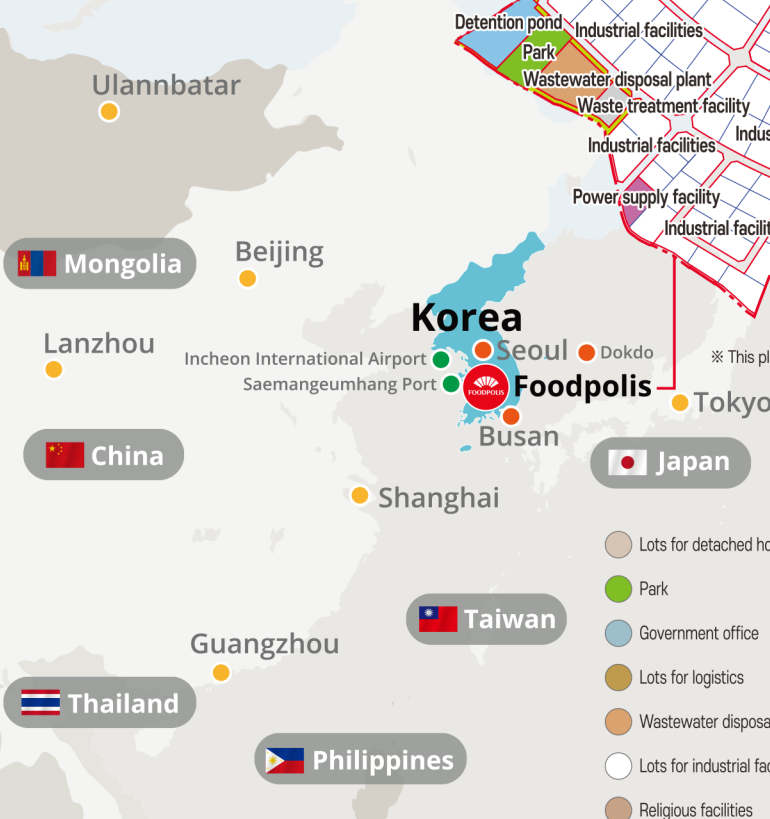 Detention pond
Industrial facilities
Park
Wastewater disposal plant
Waste treatment facility
Indus
Industrial facilities
Power supply facility
Industrial facilit
Ulannbatar
Mongolia
Beijing
Korea
Lanzhou
Incheon International Airport
Seoul
Dokdo
※ This pl
Saemangeumhang Port
FOODPOLIS
Foodpolis
Tokyo
Busan
China
Japan
Shanghai
Lots for detached ho
Park
Taiwan
Government office
Guangzhou
Lots for logistics
Thailand
Wastewater disposa
Philippines
Lots for industrial fac
Religious facilities